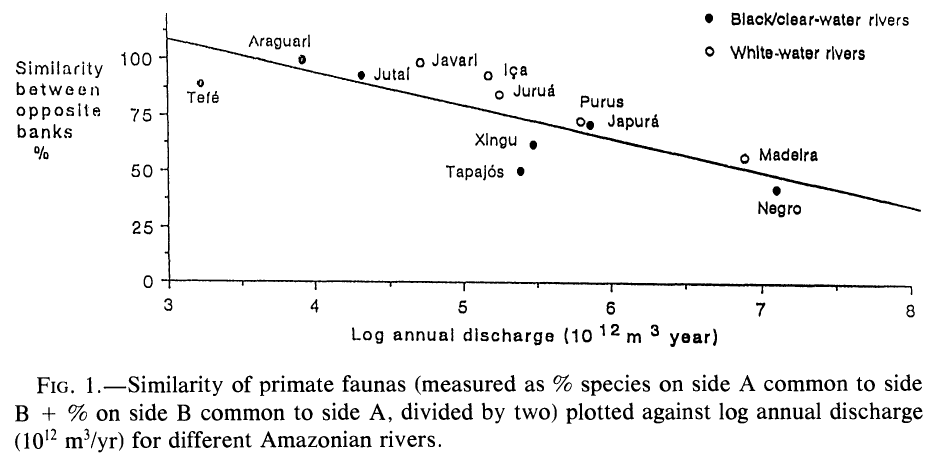 Black/clear-water rivers
White-water rivers
Similarity
between
opposite
banks
%
100
75
50
25
0
Araguari
Tefé
Jutaí
Javari
Iça
Juruá
Purus
Japurá
Xingu
Tapajós
Madeira
Negro
3 4 5 6 7 8
Log annual discharge (10 12 m 3 year)
FIG. 1.—Similarity of primate faunas (measured as % species on side A common to side
B + % on side B common to side A, divided by two) plotted against log annual discharge
(10¹² m³/yr) for different Amazonian rivers.